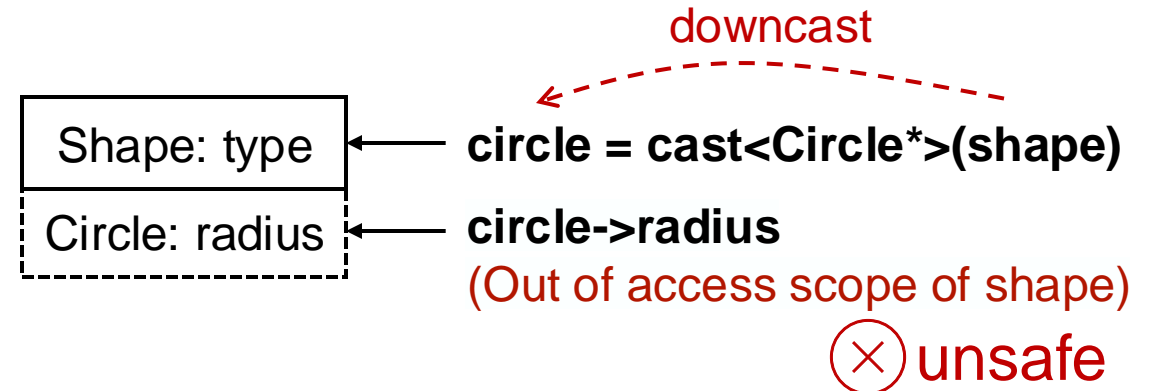 downcast
Shape: type
circle = cast<Circle*>(shape)
Circle: radius
circle->radius
(Out of access scope of shape)
unsafe